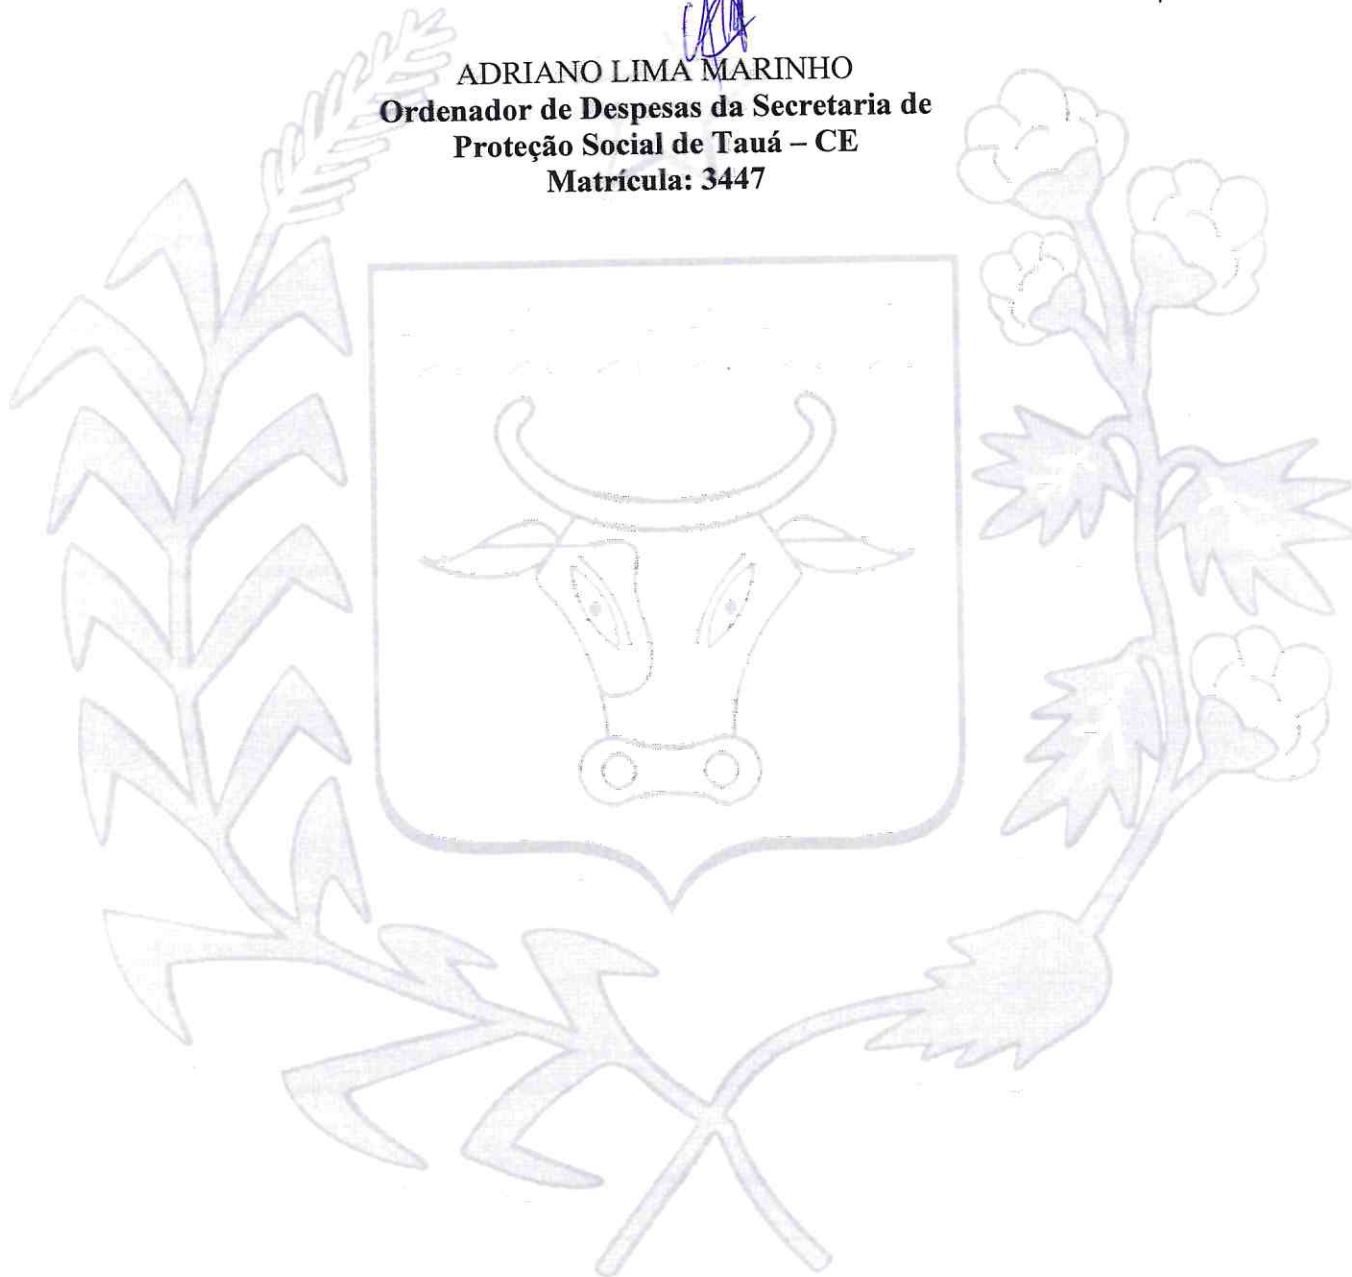 ADRIANO LIMA MARINHO
Ordenador de Despesas da Secretaria de
Proteção Social de Tauá – CE
Matrícula: 3447